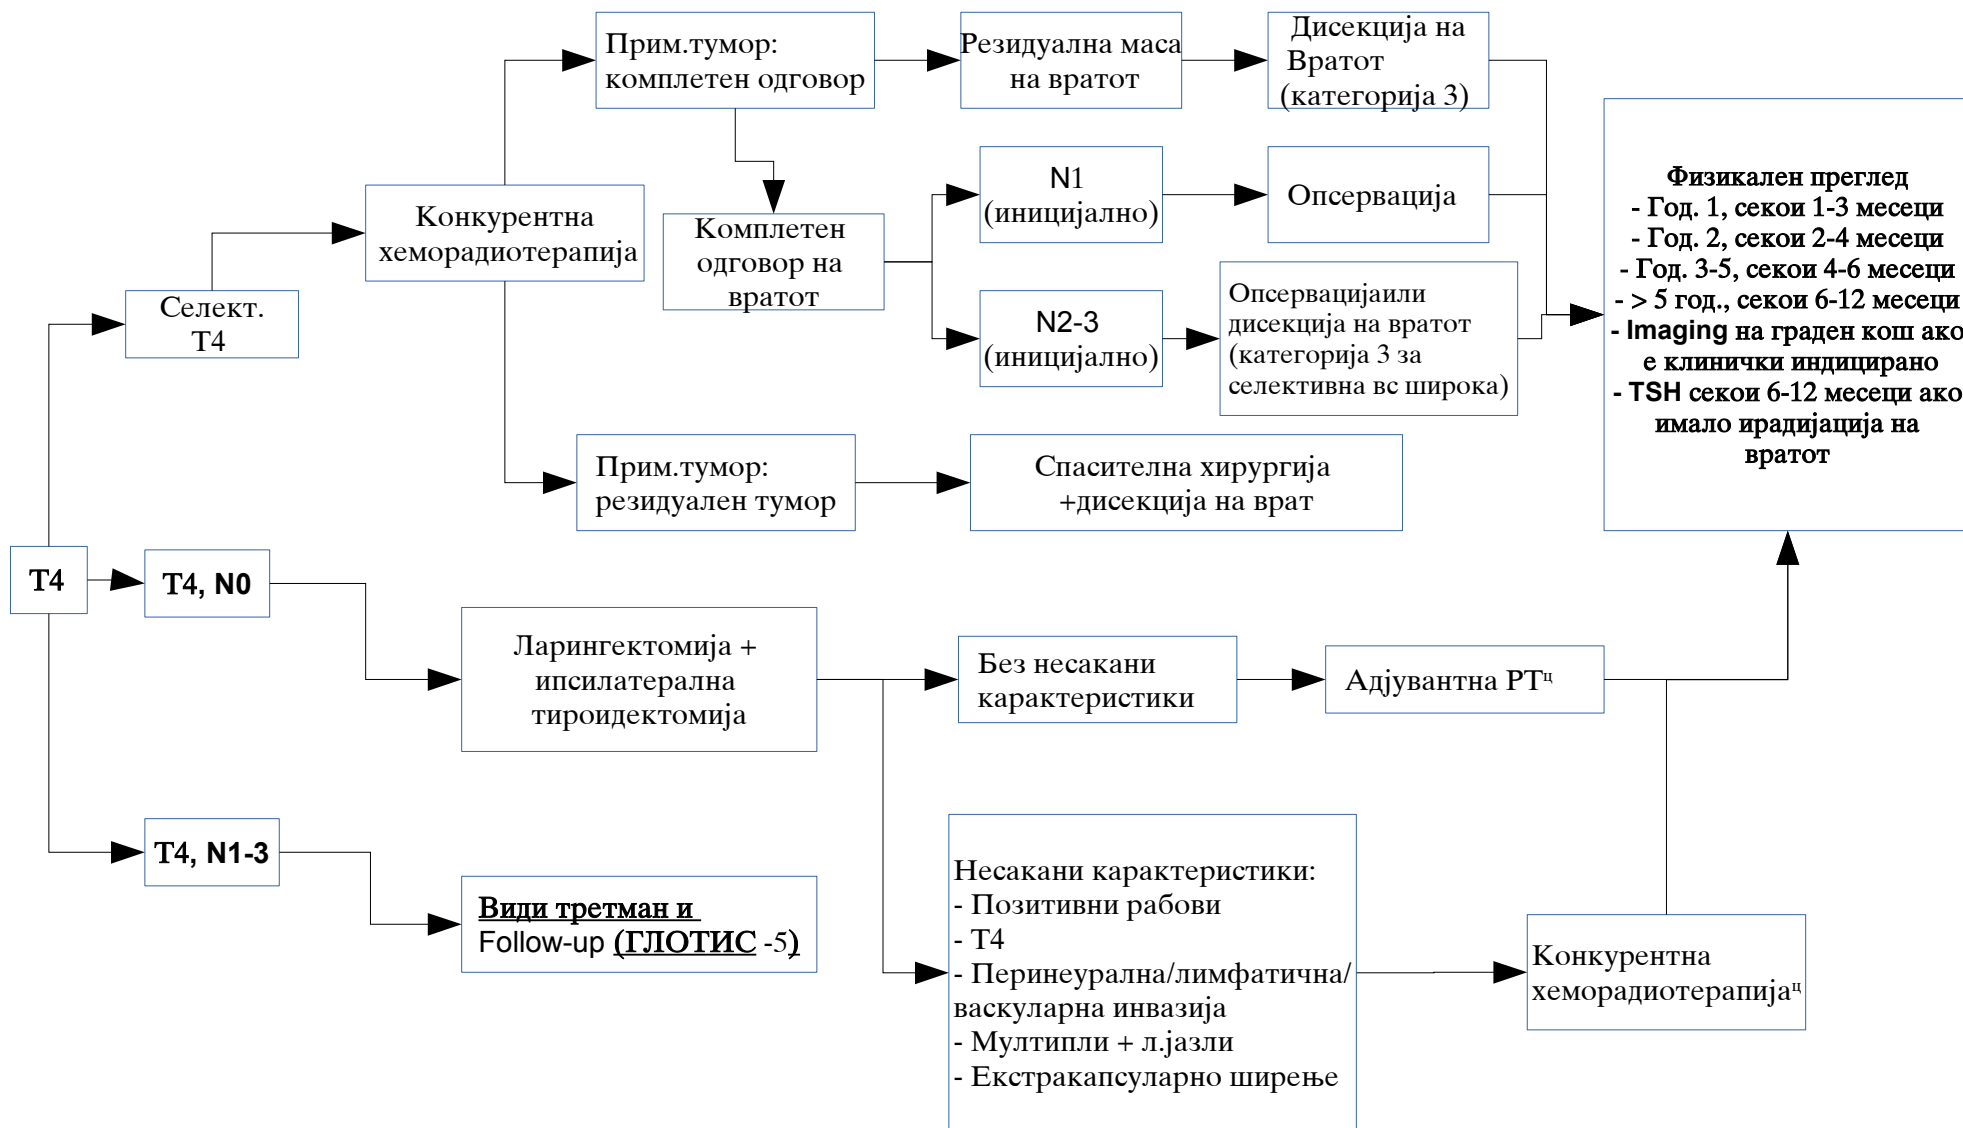 Прим.тумор:
комплетен одговор
Резидуална маса
на вратот
Дисекција на
Вратот
(категорија 3)
Физикален преглед
- Год. 1, секои 1-3 месеци
- Год. 2, секои 2-4 месеци
- Год. 3-5, секои 4-6 месеци
- > 5 год., секои 6-12 месеци
- Imaging на граден кош ако
е клинички индицирано
- TSH секои 6-12 месеци ако
имало ирадијација на
вратот
Конкурентна
хеморадиотерапија
Комплетен
одговор на
вратот
N1
(иницијално)
Опсервација
Селект.
Т4
N2-3
(иницијално)
Опсервацијаили
дисекција на вратот
(категорија 3 за
селективна вс широка)
Прим.тумор:
резидуален тумор
Спасителна хирургија
+дисекција на врат
Т4
Т4, N0
Ларингектомија +
ипсилатерална
тироидектомија
Без несакани
карактеристики
Адјувантна РТц
Т4, N1-3
Види третман и
Follow-up (ГЛОТИС -5)
Несакани карактеристики:
- Позитивни рабови
- Т4
- Перинеурална/лимфатична/
васкуларна инвазија
- Мултипли + л.јазли
- Екстракапсуларно ширење
Конкурентна
хеморадиотерапијац